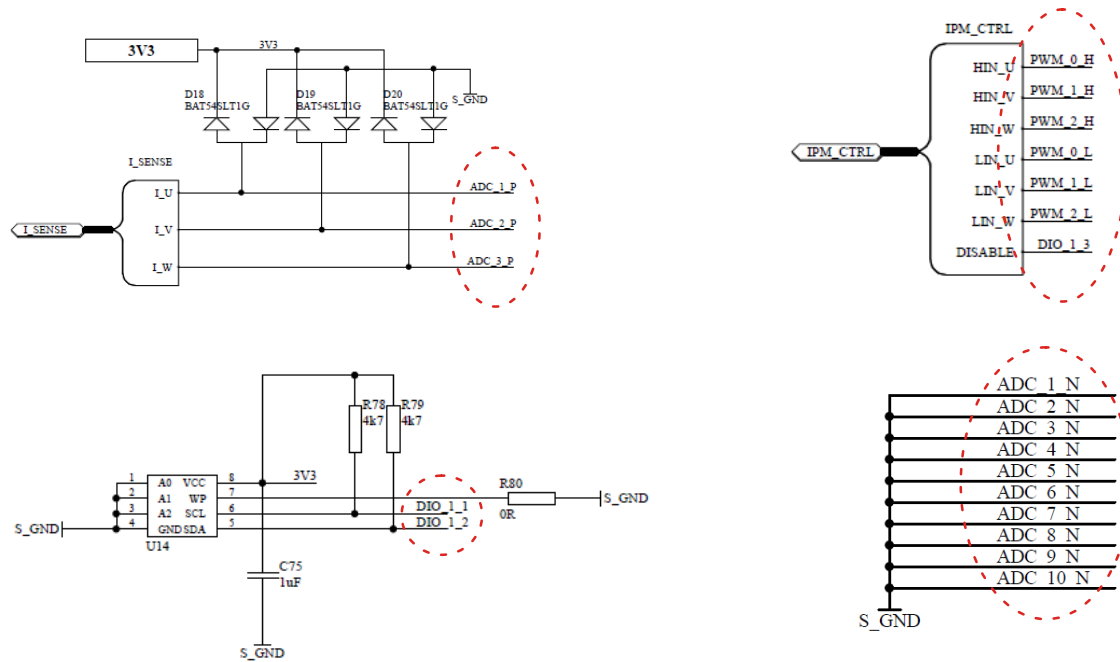 3V3
3V3
S_GND
D18
BAT54SLT1G
D19
BAT54SLT1G
D20
BAT54SLT1G
I_SENSE
I_SENSE
I_U
I_V
I_W
ADC_1_P
ADC_2_P
ADC_3_P
IPM_CTRL
IPM_CTRL
HIN_U PWM_0_H
HIN_V PWM_1_H
HIN_W PWM_2_H
LIN_U PWM_0_L
LIN_V PWM_1_L
LIN_W PWM_2_L
DISABLE DIO_1_3
R78
4k7
R79
4k7
1 A0 VCC 8 3V3
2 A1 WP 7
3 A2 SCL 6 DIO_1_1
4 GND SDA 5 DIO_1_2
S_GND
U14
R80
0R
S_GND
C75
1uF
S_GND
ADC_1_N
ADC_2_N
ADC_3_N
ADC_4_N
ADC_5_N
ADC_6_N
ADC_7_N
ADC_8_N
ADC_9_N
ADC_10_N
S_GND